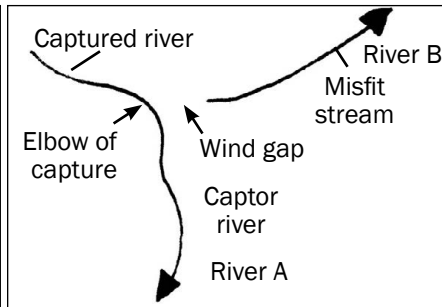 Captured river
River B
Misfit
stream
Elbow of
capture
Wind gap
Captor
river
River A